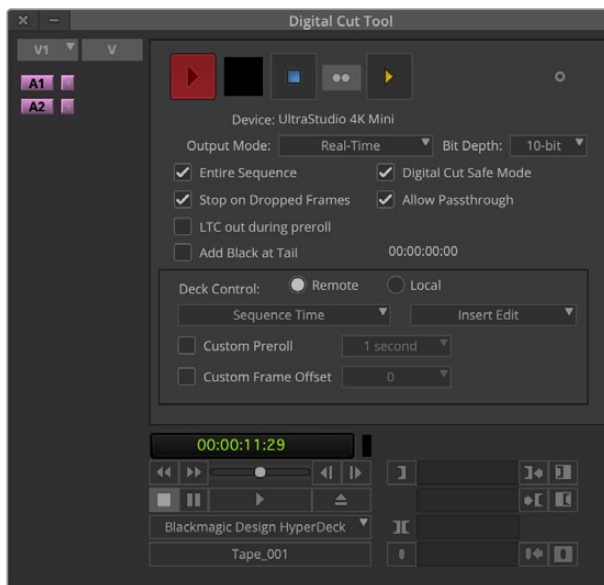 Digital Cut Tool
V1 V
A1
A2
Device: UltraStudio 4K Mini
Output Mode: Real-Time Bit Depth: 10-bit
Entire Sequence Digital Cut Safe Mode
Stop on Dropped Frames Allow Passthrough
LTC out during preroll
Add Black at Tail 00:00:00:00
Deck Control: Remote Local
Sequence Time Insert Edit
Custom Preroll 1 second
Custom Frame Offset 0
00:00:11:29
Blackmagic Design HyperDeck
Tape_001